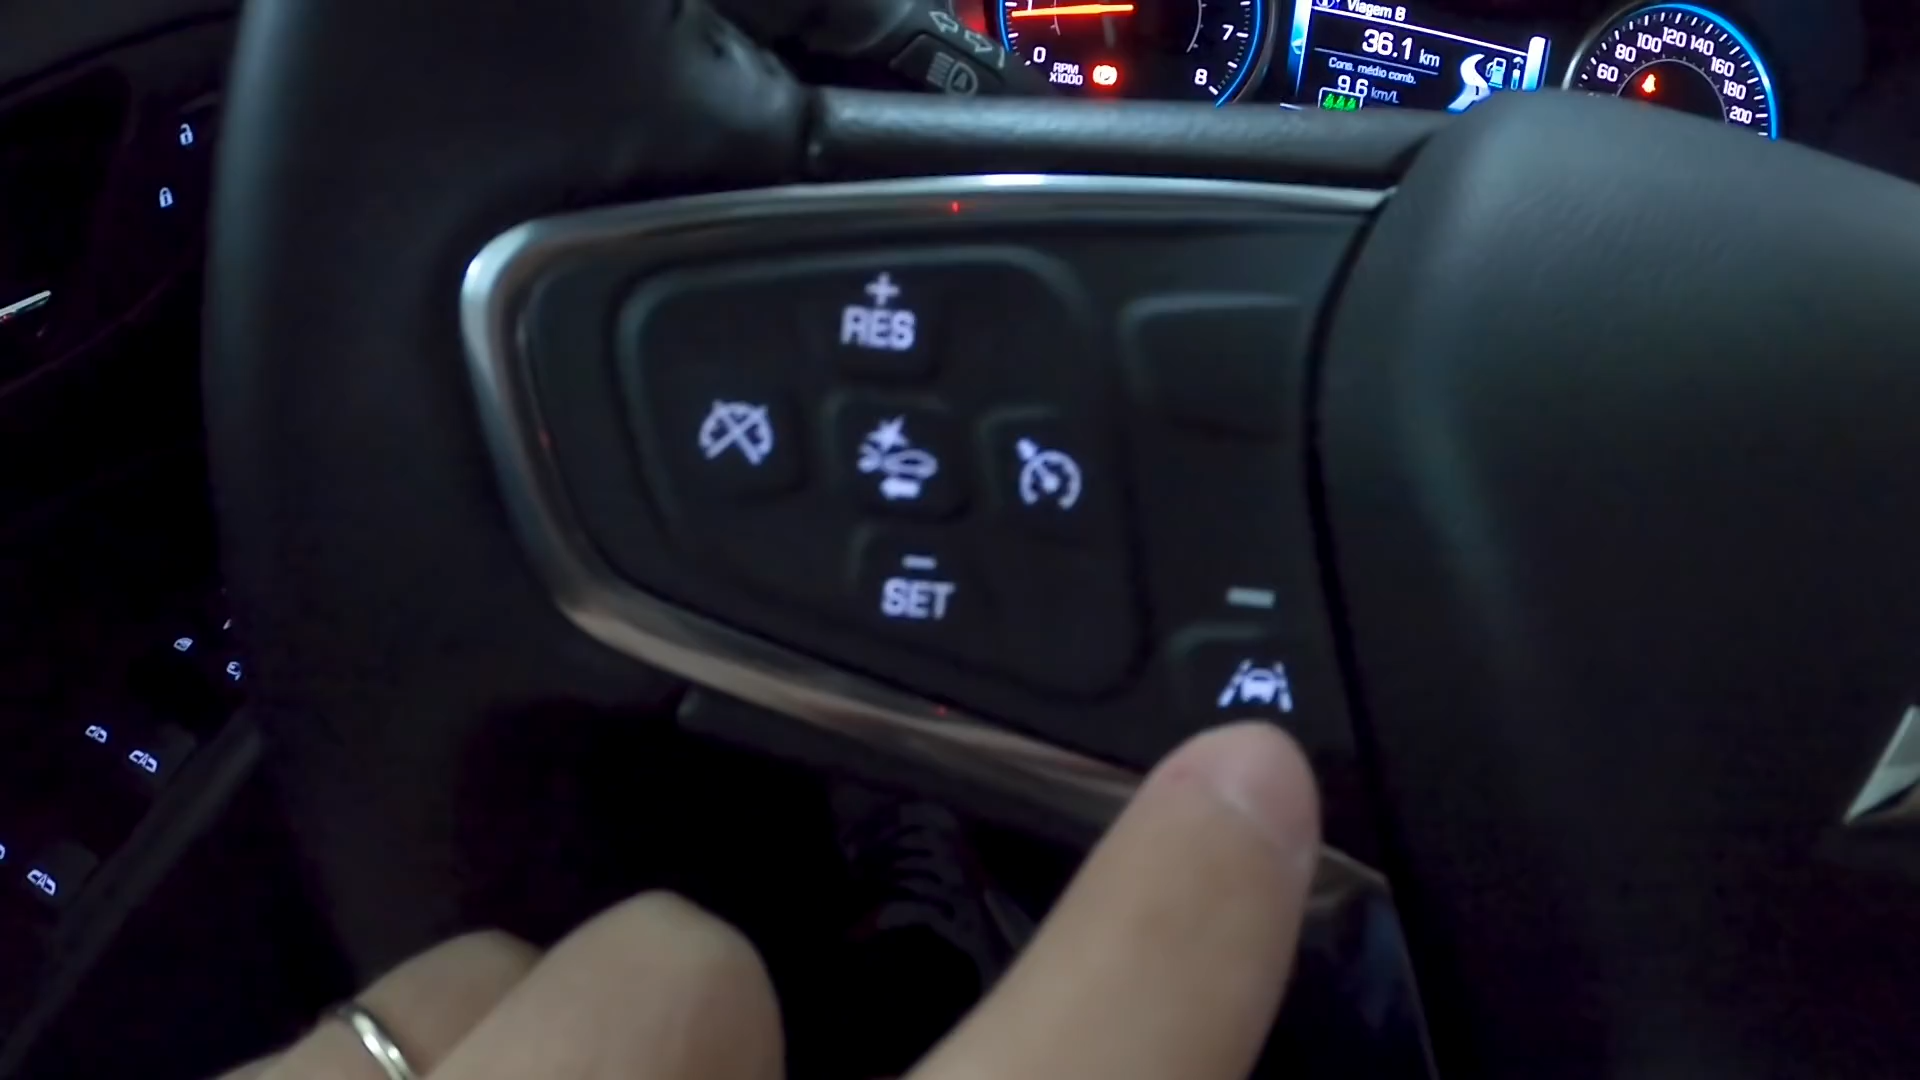 Viagem B
36.1 km
Cons. médio comb.
9.6 km/L
0
7
8
RPM
X1000
60
80
100
120
140
160
180
200
+
RES
−
SET